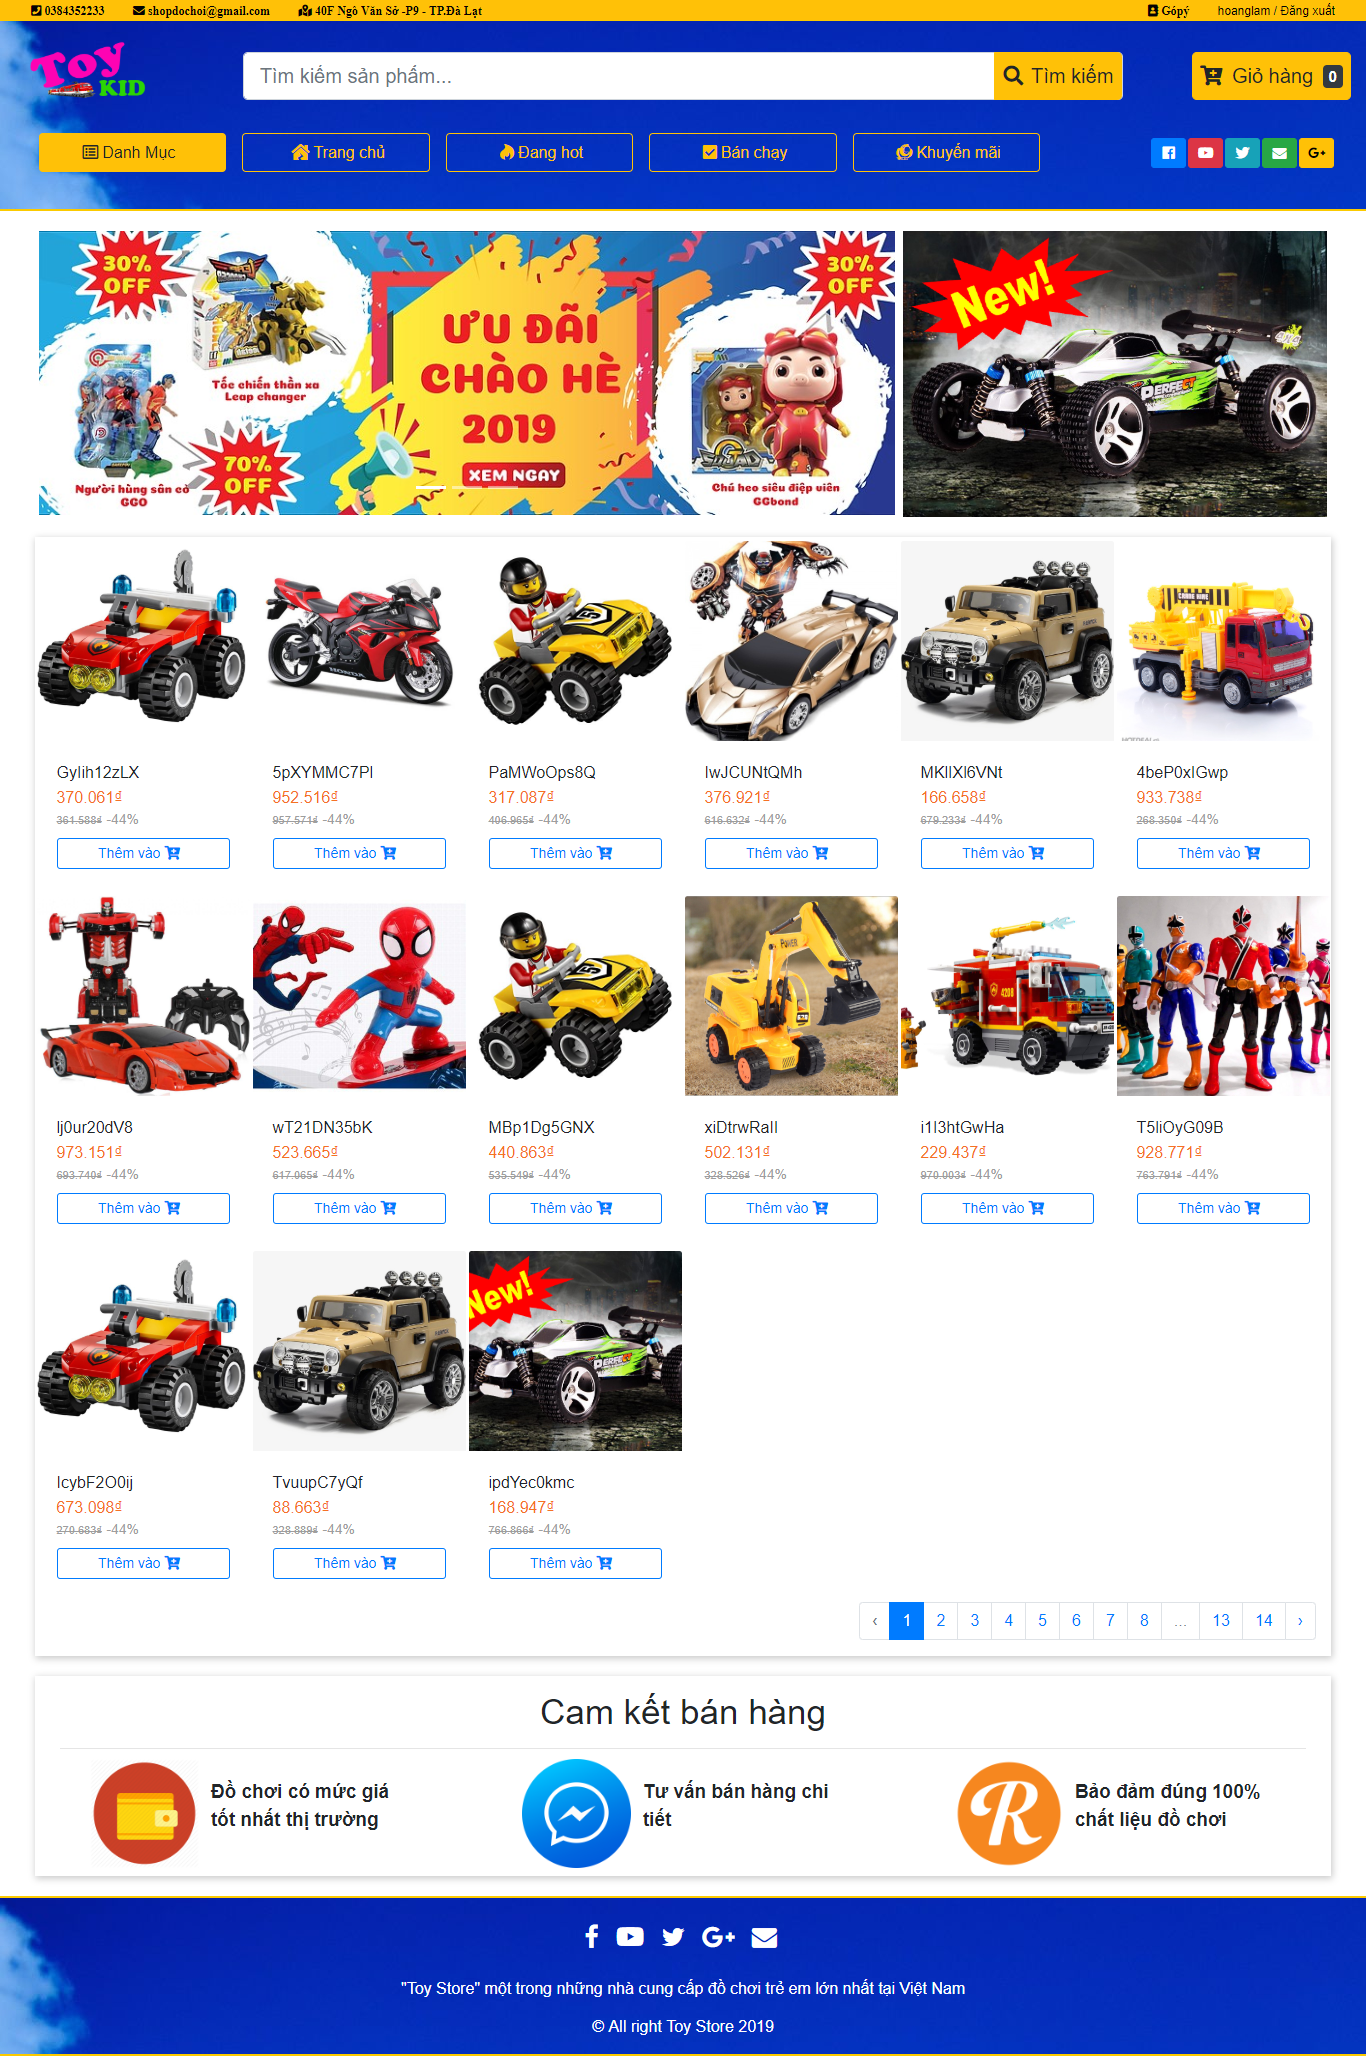 0384352233 shopdochoi@gmail.com 40F Ngô Văn Sở -P9 - TP.Đà Lạt Góp ý hoanglam / Đăng xuất
Toy KID
Tìm kiếm sản phẩm... Tìm kiếm Giỏ hàng 0
Danh Mục Trang chủ Đang hot Bán chạy Khuyến mãi
30% OFF
Tốc chiến thần xa
Leap changer
Người hùng sân cỏ
GGO
70% OFF
ƯU ĐÃI
CHÀO HÈ
2019
XEM NGAY
30% OFF
Chú heo siêu điệp viên
GGbond
New!
PERFECT
HONDA
CRANE
GyIih12zLX 5pXYMMC7Pl PaMWoOps8Q IwJCUNtQMh MKlIXl6VNt 4beP0xIGwp
370.061₫ 952.516₫ 317.087₫ 376.921₫ 166.658₫ 933.738₫
361.588₫ -44% 957.571₫ -44% 406.965₫ -44% 616.632₫ -44% 679.233₫ -44% 268.350₫ -44%
Thêm vào Thêm vào Thêm vào Thêm vào Thêm vào Thêm vào
POWER
4208
Ij0ur20dV8 wT21DN35bK MBp1Dg5GNX xiDtrwRaII i1I3htGwHa T5IiOyG09B
973.151₫ 523.665₫ 440.863₫ 502.131₫ 229.437₫ 928.771₫
693.740₫ -44% 617.065₫ -44% 535.549₫ -44% 328.526₫ -44% 970.003₫ -44% 763.791₫ -44%
Thêm vào Thêm vào Thêm vào Thêm vào Thêm vào Thêm vào
New!
IcybF2O0ij TvuupC7yQf ipdYec0kmc
673.098₫ 88.663₫ 168.947₫
270.683₫ -44% 328.889₫ -44% 766.866₫ -44%
Thêm vào Thêm vào Thêm vào
‹ 1 2 3 4 5 6 7 8 ... 13 14 ›
Cam kết bán hàng
Đồ chơi có mức giá
tốt nhất thị trường
Tư vấn bán hàng chi
tiết
R
Bảo đảm đúng 100%
chất liệu đồ chơi
"Toy Store" một trong những nhà cung cấp đồ chơi trẻ em lớn nhất tại Việt Nam
© All right Toy Store 2019